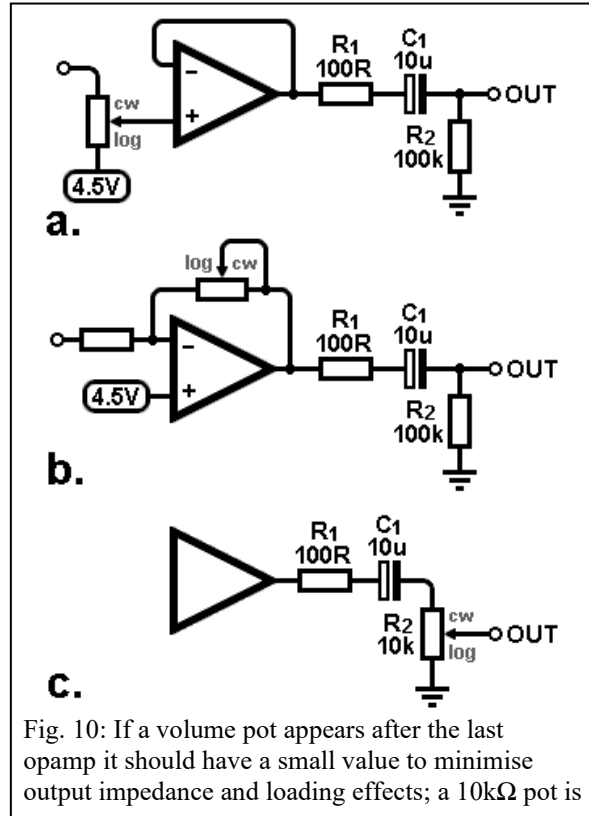 R1
100R
C1
10u
cw
log
4.5V
−
+
OUT
R2
100k
a.
log cw
R1
100R
C1
10u
−
+
4.5V
OUT
R2
100k
b.
R1
100R
C1
10u
R2
10k
cw
log
OUT
c.
Fig. 10: If a volume pot appears after the last
opamp it should have a small value to minimise
output impedance and loading effects; a 10kΩ pot is